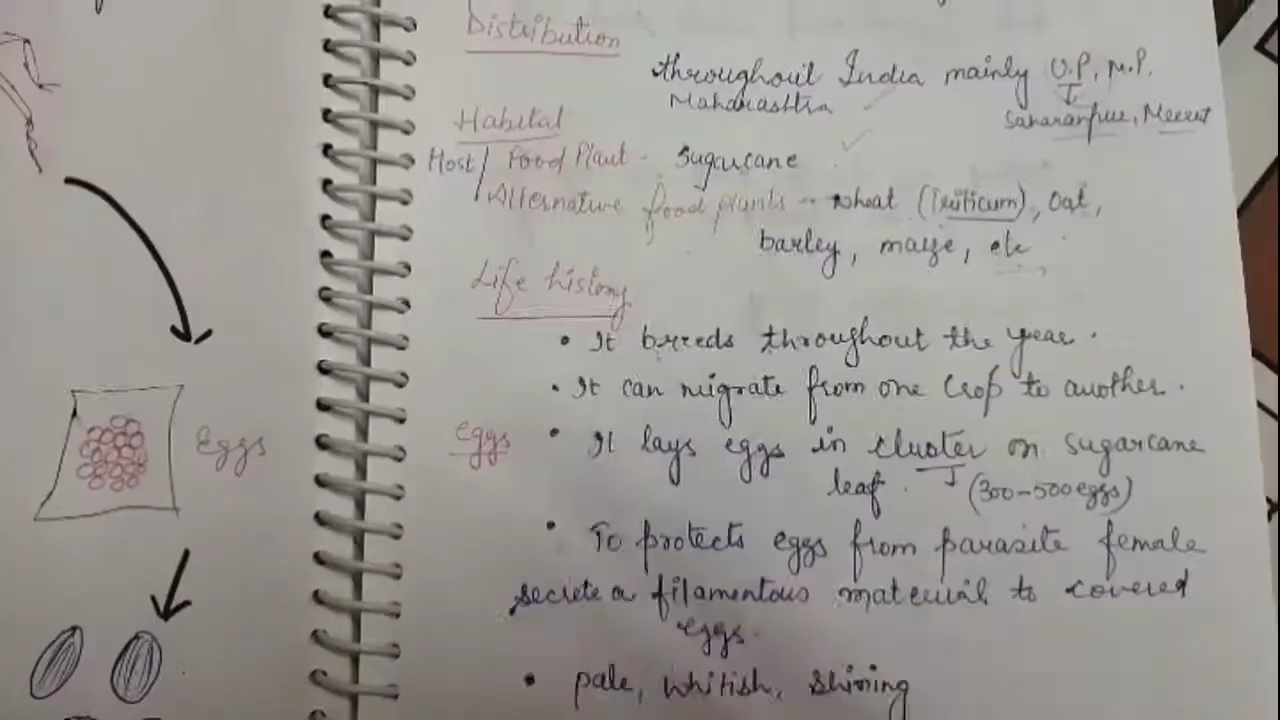 Distribution
throughout India mainly U.P, M.P.
Maharashtra
Saharanpur, Meerut
Habital
Host/ Food Plant - Sugarcane
Alternative food plants - wheat (Triticum), Oat,
barley, maize, etc
Life history
• It breeds throughout the year.
• It can migrate from one crop to another.
eggs • It lays eggs in cluster on sugarcane
leaf. (300-500 eggs)
• To protects eggs from parasite female
secrete a filamentous material to covered
eggs.
• pale, whitish, shining
Eggs